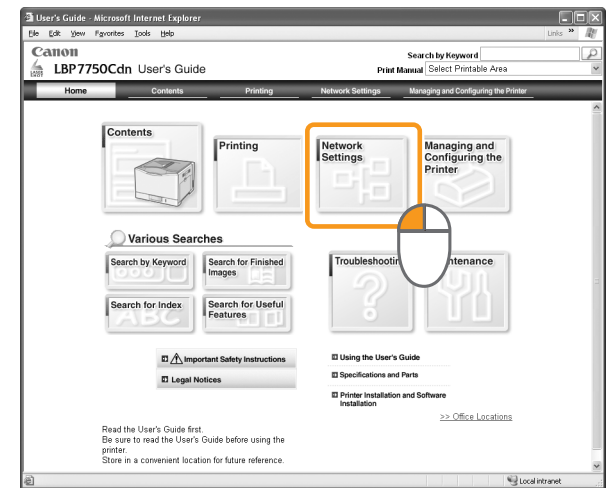 User's Guide - Microsoft Internet Explorer
File Edit View Favorites Tools Help Links »
Canon
Search by Keyword
LASER SHOT LBP7750Cdn User's Guide
Print Manual Select Printable Area
Home Contents Printing Network Settings Managing and Configuring the Printer
Contents
Printing
Network
Settings
Managing and
Configuring the
Printer
Various Searches
Search by Keyword
Search for Finished
Images
Troubleshootin
tenance
Search for Index
ABC
Search for Useful
Features
Important Safety Instructions
Legal Notices
Using the User's Guide
Specifications and Parts
Printer Installation and Software
Installation
>> Office Locations
Read the User's Guide first.
Be sure to read the User's Guide before using the
printer.
Store in a convenient location for future reference.
Local intranet